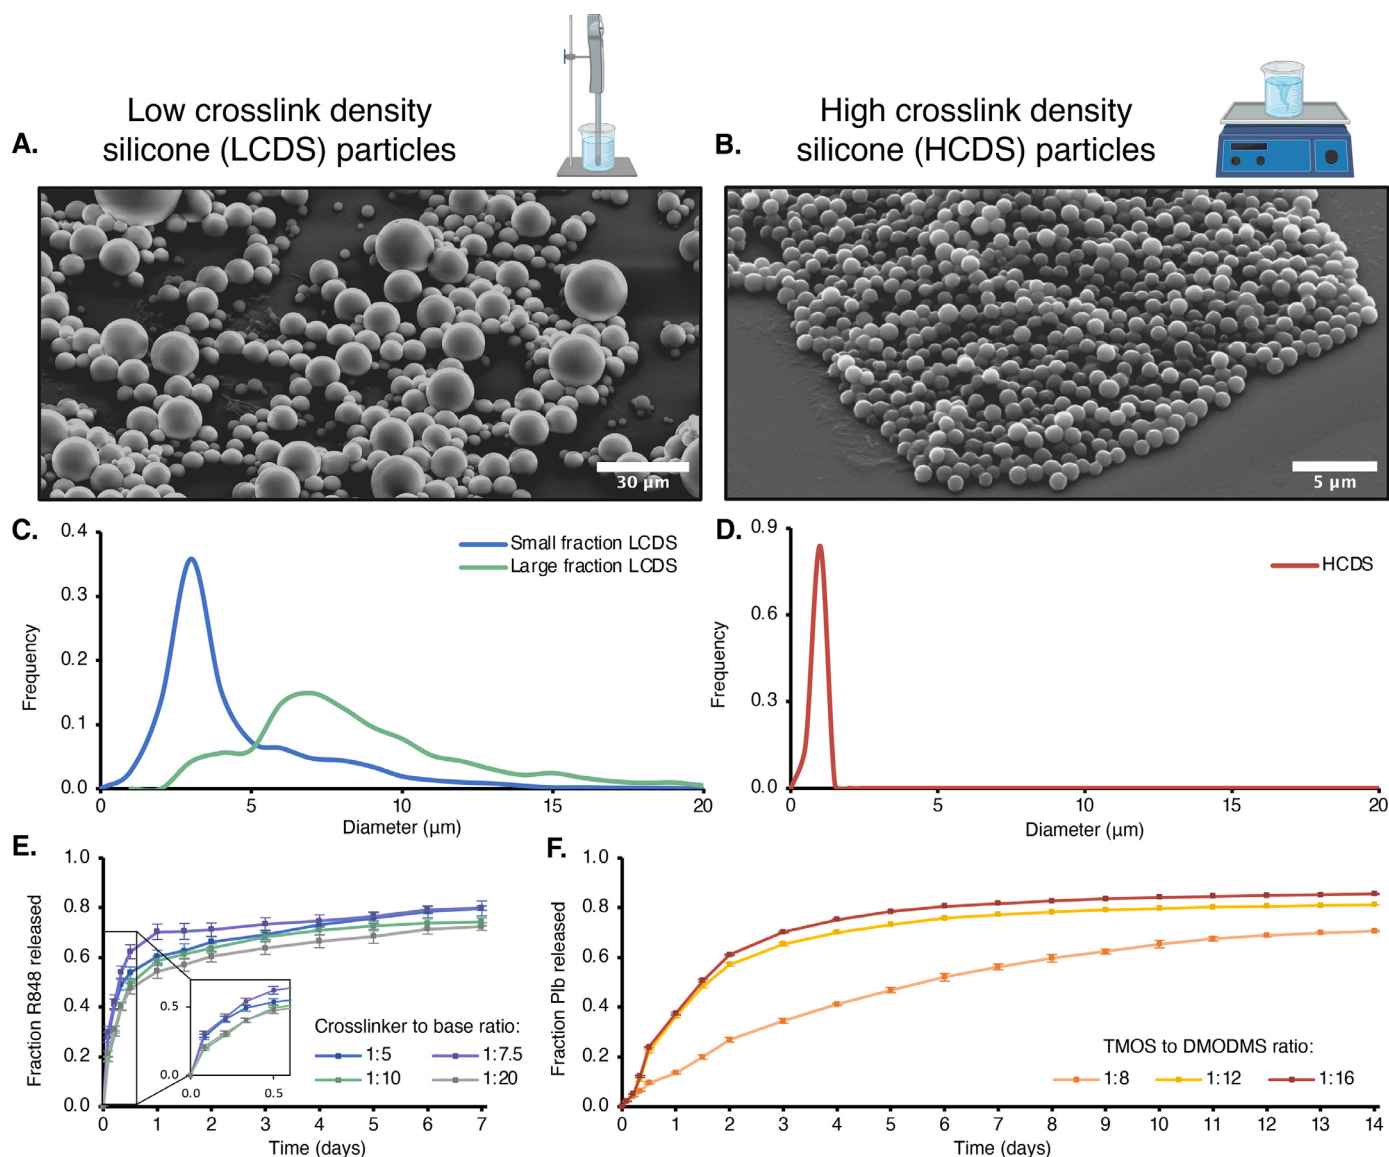 A.
Low crosslink density
silicone (LCDS) particles
B.
High crosslink density
silicone (HCDS) particles
30 µm
5 µm
C.
0.4
0.3
0.2
0.1
0.0
Frequency
Small fraction LCDS
Large fraction LCDS
0 5 10 15 20
Diameter (µm)
D.
0.9
0.6
0.3
0.0
Frequency
HCDS
0 5 10 15 20
Diameter (µm)
E.
1.0
0.8
0.6
0.4
0.2
0.0
Fraction R848 released
0.5
0.0
0.0 0.5
Crosslinker to base ratio:
1:5 1:7.5
1:10 1:20
0 1 2 3 4 5 6 7
Time (days)
F.
1.0
0.8
0.6
0.4
0.2
0.0
Fraction Plb released
TMOS to DMODMS ratio:
1:8 1:12 1:16
0 1 2 3 4 5 6 7 8 9 10 11 12 13 14
Time (days)